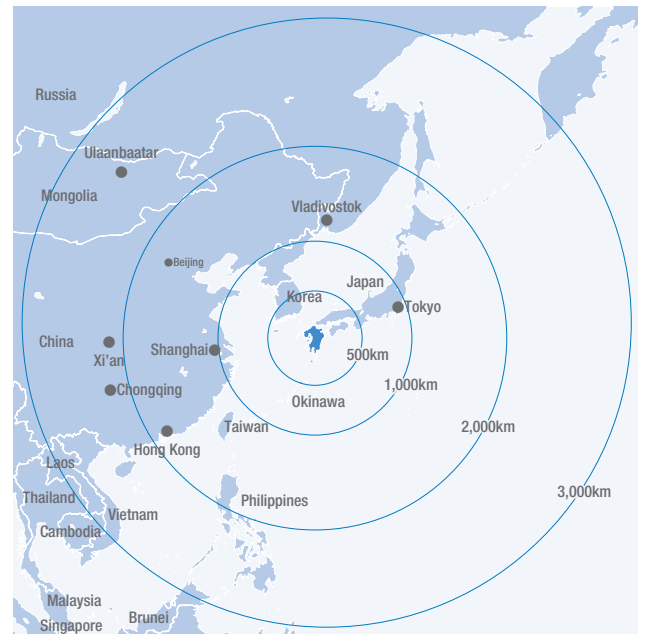 Russia
Ulaanbaatar
Mongolia
Vladivostok
Beijing
Japan
Korea
Tokyo
China
Xi'an
Shanghai
500km
Chongqing
1,000km
Okinawa
Taiwan
2,000km
Hong Kong
Laos
3,000km
Thailand
Philippines
Vietnam
Cambodia
Malaysia
Brunei
Singapore